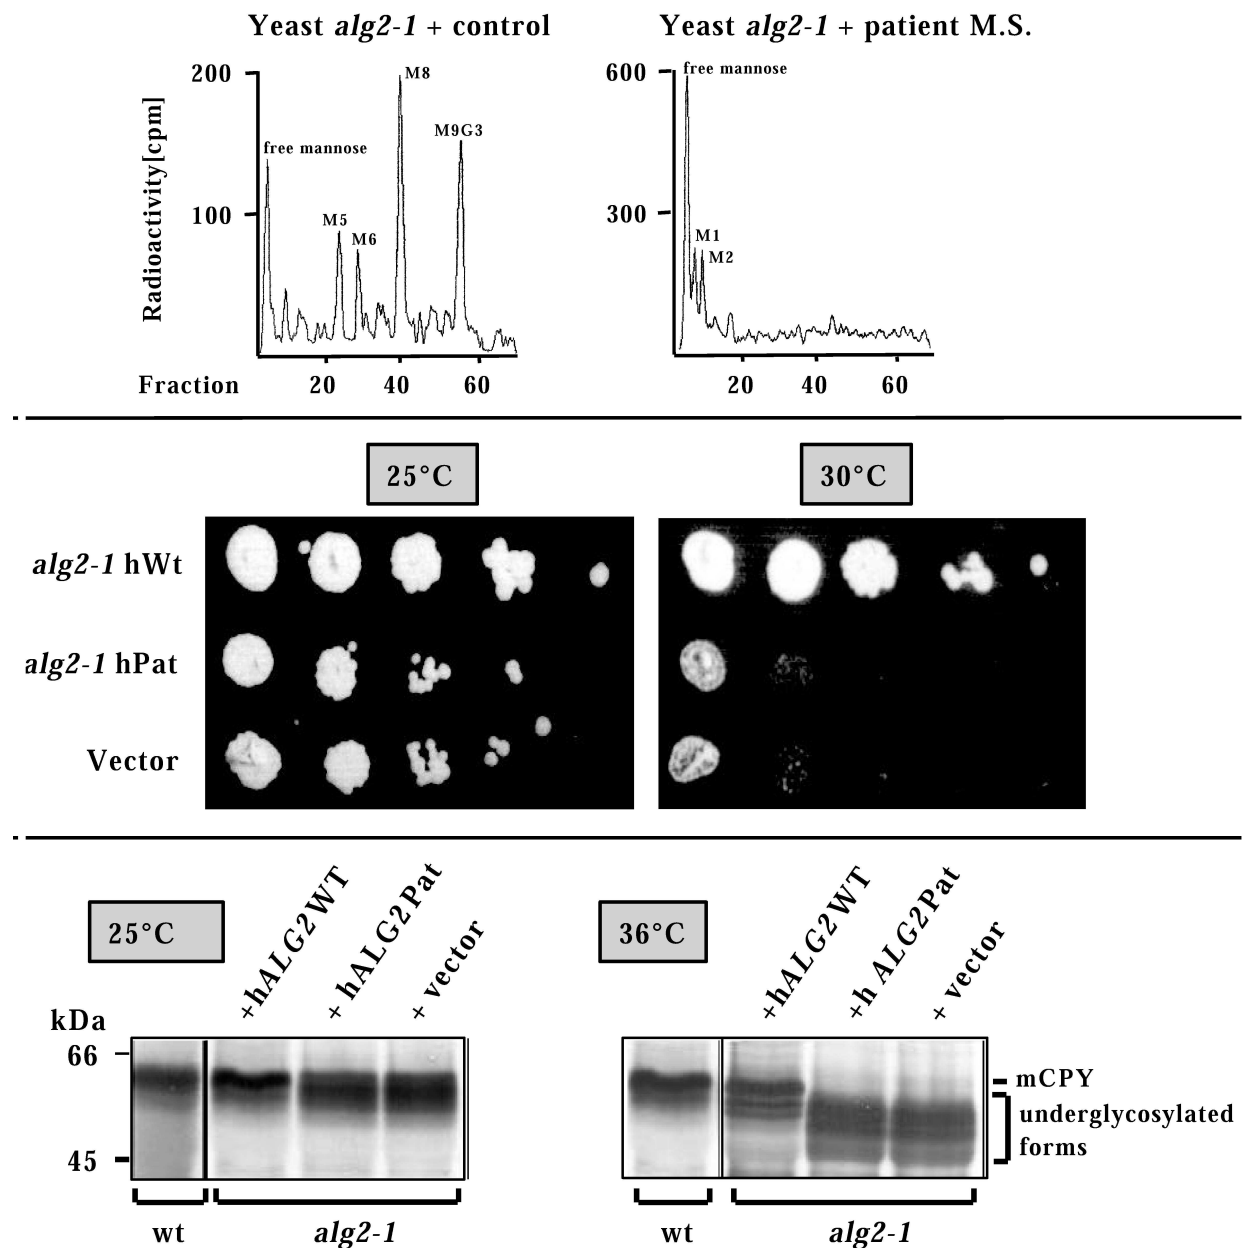 Yeast alg2-1 + control
Yeast alg2-1 + patient M.S.
Radioactivity[cpm]
200
100
free mannose
M5
M6
M8
M9G3
600
300
free mannose
M1
M2
Fraction
20 40 60
20 40 60
25°C
30°C
alg2-1 hWt
alg2-1 hPat
Vector
25°C
+hALG2WT
+ hALG2Pat
+ vector
36°C
+hALG2WT
+h ALG2Pat
+ vector
kDa
66
45
mCPY
underglycosylated
forms
wt
alg2-1
wt
alg2-1